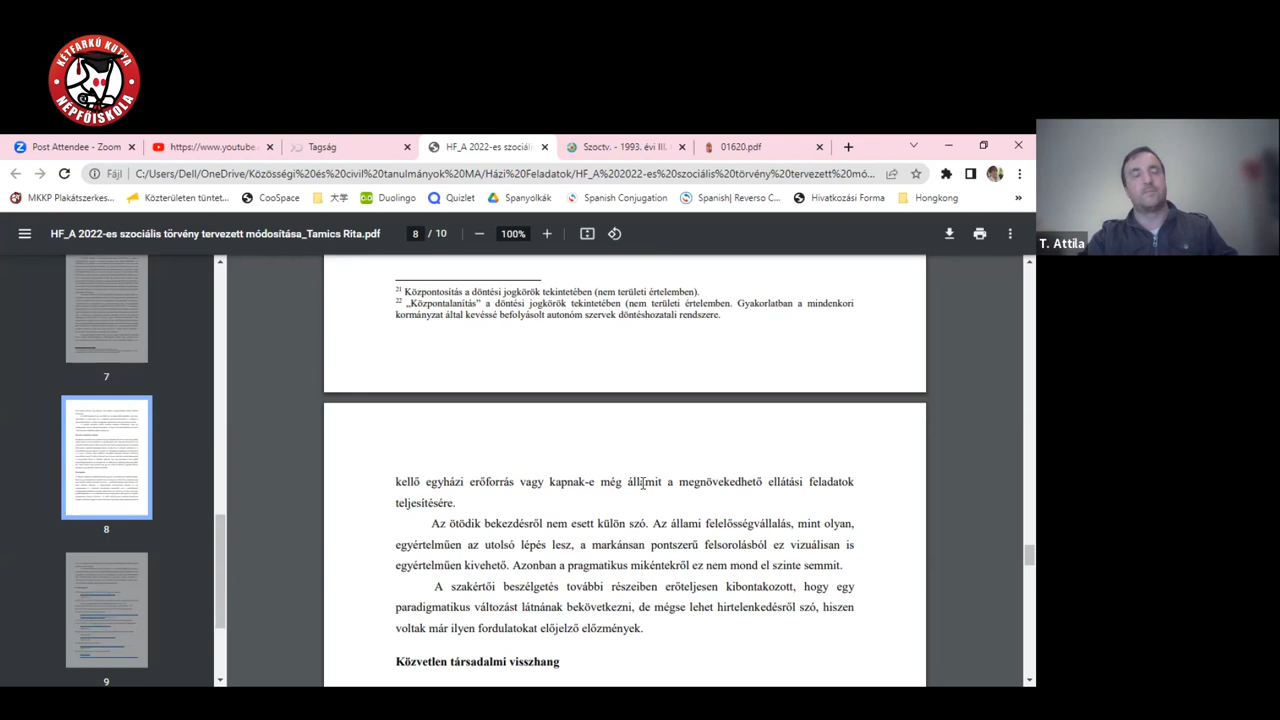 KÉTFARKÚ KUTYA
NÉPFŐISKOLA
Post Attendee - Zoom
https://www.youtube.
Tagság
HF_A 2022-es szociáli
Szoctv. - 1993. évi III.
01620.pdf
Fájl
C:/Users/Dell/OneDrive/Közösségi%20és%20civil%20tanulmányok%20MA/Házi%20Feladatok/HF_A%202022-es%20szociális%20törvény%20tervezett%20mó...
MKKP Plakátszerkes...
Közterületen tüntet...
CooSpace
大学
Duolingo
Quizlet
Spanyolkák
Spanish Conjugation
Spanish| Reverso C...
Hivatkozási Forma
Hongkong
»
HF_A 2022-es szociális törvény tervezett módosítása_Tamics Rita.pdf
8 / 10
100%
T. Attila
7
8
9
21 Központosítás a döntési jogkörök tekintetében (nem területi értelemben).
22 „Központalanítás” a döntési jogkörök tekintetében (nem területi értelemben. Gyakorlatban a mindenkori
kormányzat által kevéssé befolyásolt autonóm szervek döntéshozatali rendszere.
kellő egyházi erőforrás vagy kapnak-e még államit a megnövekedhető ellátási feladatok
teljesítésére.
Az ötödik bekezdésről nem esett külön szó. Az állami felelősségvállalás, mint olyan,
egyértelműen az utolsó lépés lesz, a markánsan pontszerű felsorolásból ez vizuálisan is
egyértelműen kivehető. Azonban a pragmatikus mikéntekről ez nem mond el szinte semmit.
A szakértői beszélgetés további részeiben erőteljesen kibontakozott, hogy egy
paradigmatikus változást látnának bekövetkezni, de mégse lehet hirtelenkedésről szó, hiszen
voltak már ilyen fordulatokat előjelző előzmények.
Közvetlen társadalmi visszhang